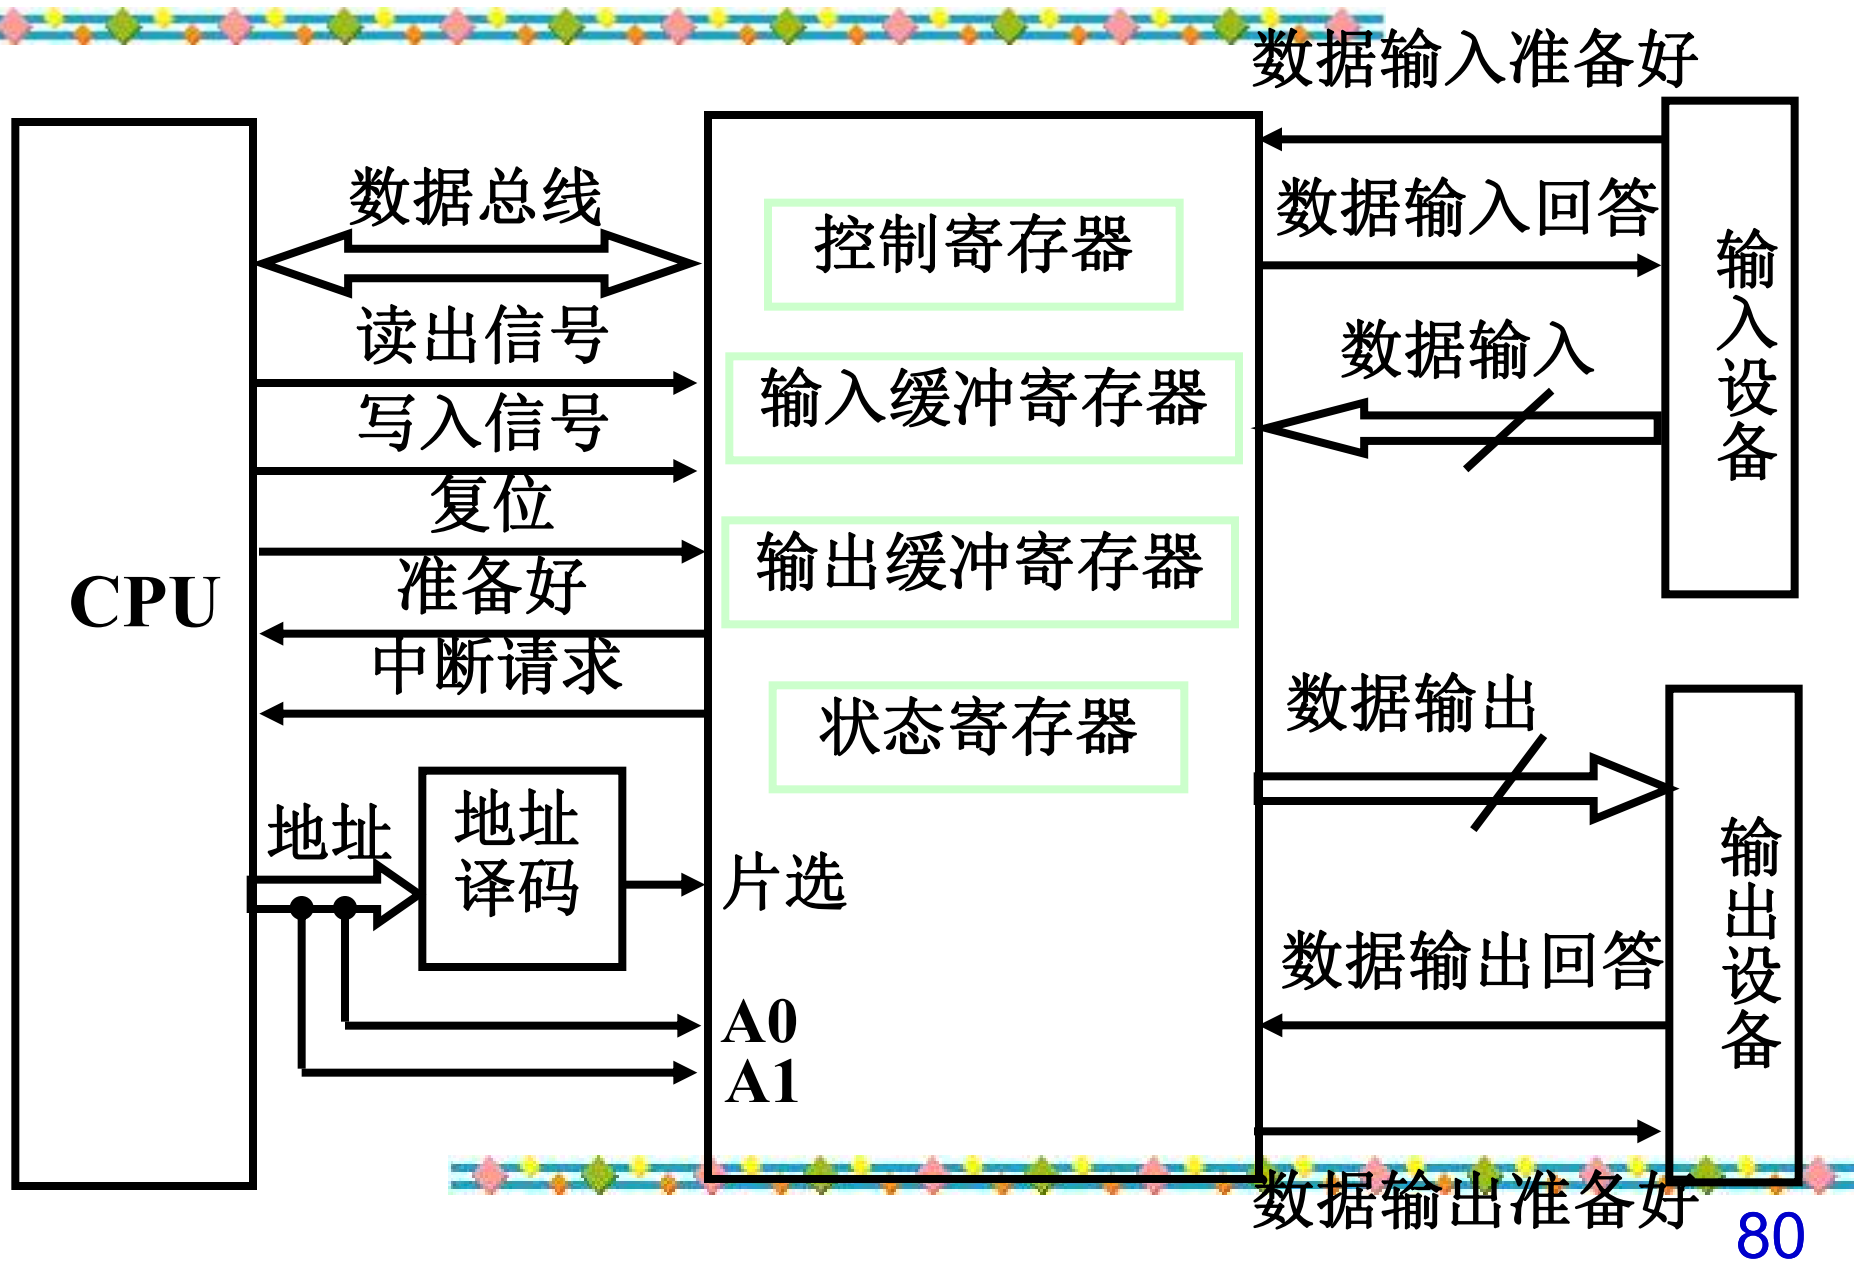 数据输入准备好
数据总线
控制寄存器
数据输入回答
输入设备
读出信号
数据输入
写入信号
输入缓冲寄存器
复位
CPU
准备好
输出缓冲寄存器
中断请求
状态寄存器
数据输出
地址
地址
译码
片选
输出设备
数据输出回答
A0
A1
数据输出准备好
80